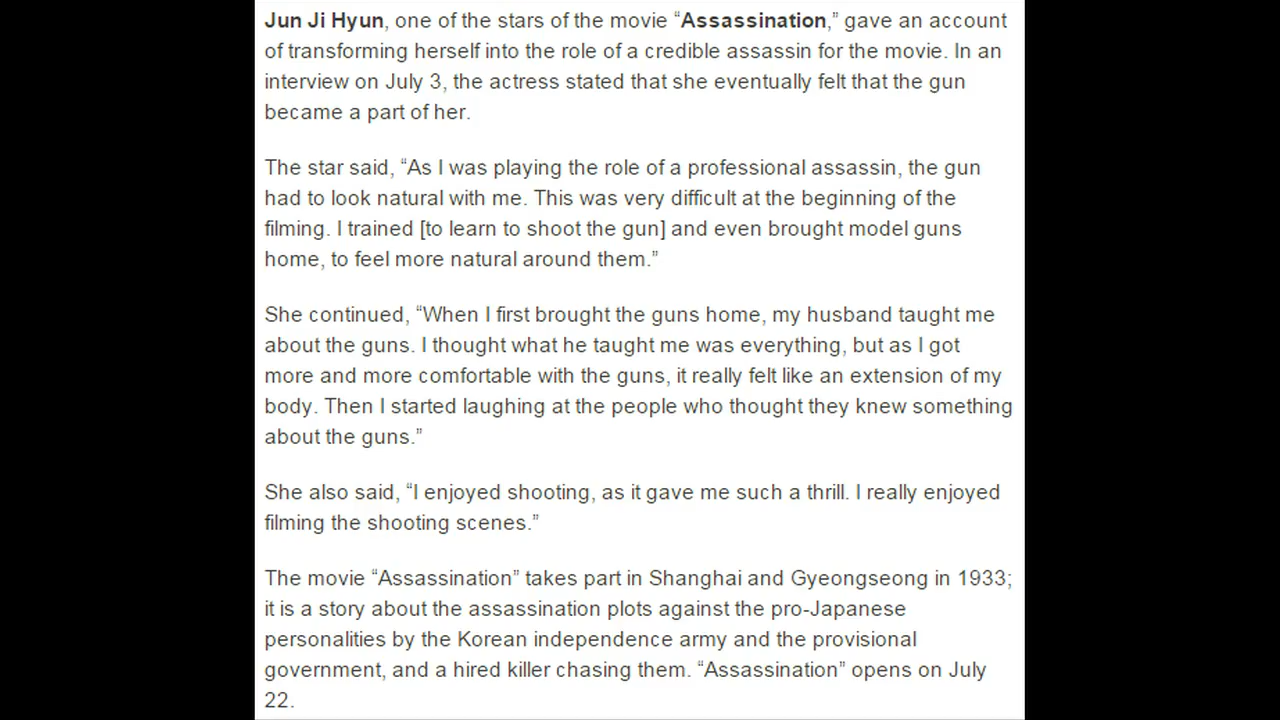 Jun Ji Hyun, one of the stars of the movie “Assassination,” gave an account
of transforming herself into the role of a credible assassin for the movie. In an
interview on July 3, the actress stated that she eventually felt that the gun
became a part of her.
The star said, “As I was playing the role of a professional assassin, the gun
had to look natural with me. This was very difficult at the beginning of the
filming. I trained [to learn to shoot the gun] and even brought model guns
home, to feel more natural around them.”
She continued, “When I first brought the guns home, my husband taught me
about the guns. I thought what he taught me was everything, but as I got
more and more comfortable with the guns, it really felt like an extension of my
body. Then I started laughing at the people who thought they knew something
about the guns.”
She also said, “I enjoyed shooting, as it gave me such a thrill. I really enjoyed
filming the shooting scenes.”
The movie “Assassination” takes part in Shanghai and Gyeongseong in 1933;
it is a story about the assassination plots against the pro-Japanese
personalities by the Korean independence army and the provisional
government, and a hired killer chasing them. “Assassination” opens on July
22.